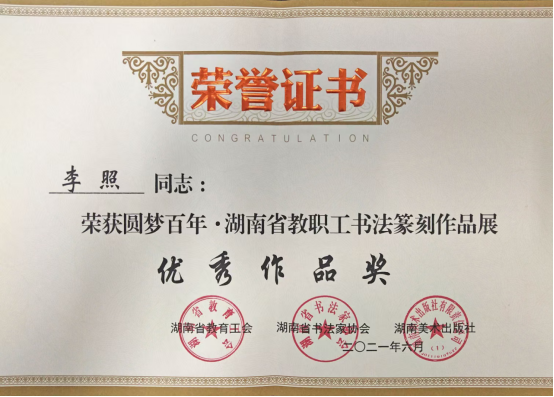 荣誉证书
CONGRATULATION
李照 同志：
荣获圆梦百年·湖南省教职工书法篆刻作品展
优秀作品奖
湖南省教育工会 湖南省书法家协会 湖南美术出版社
二〇二一年六月